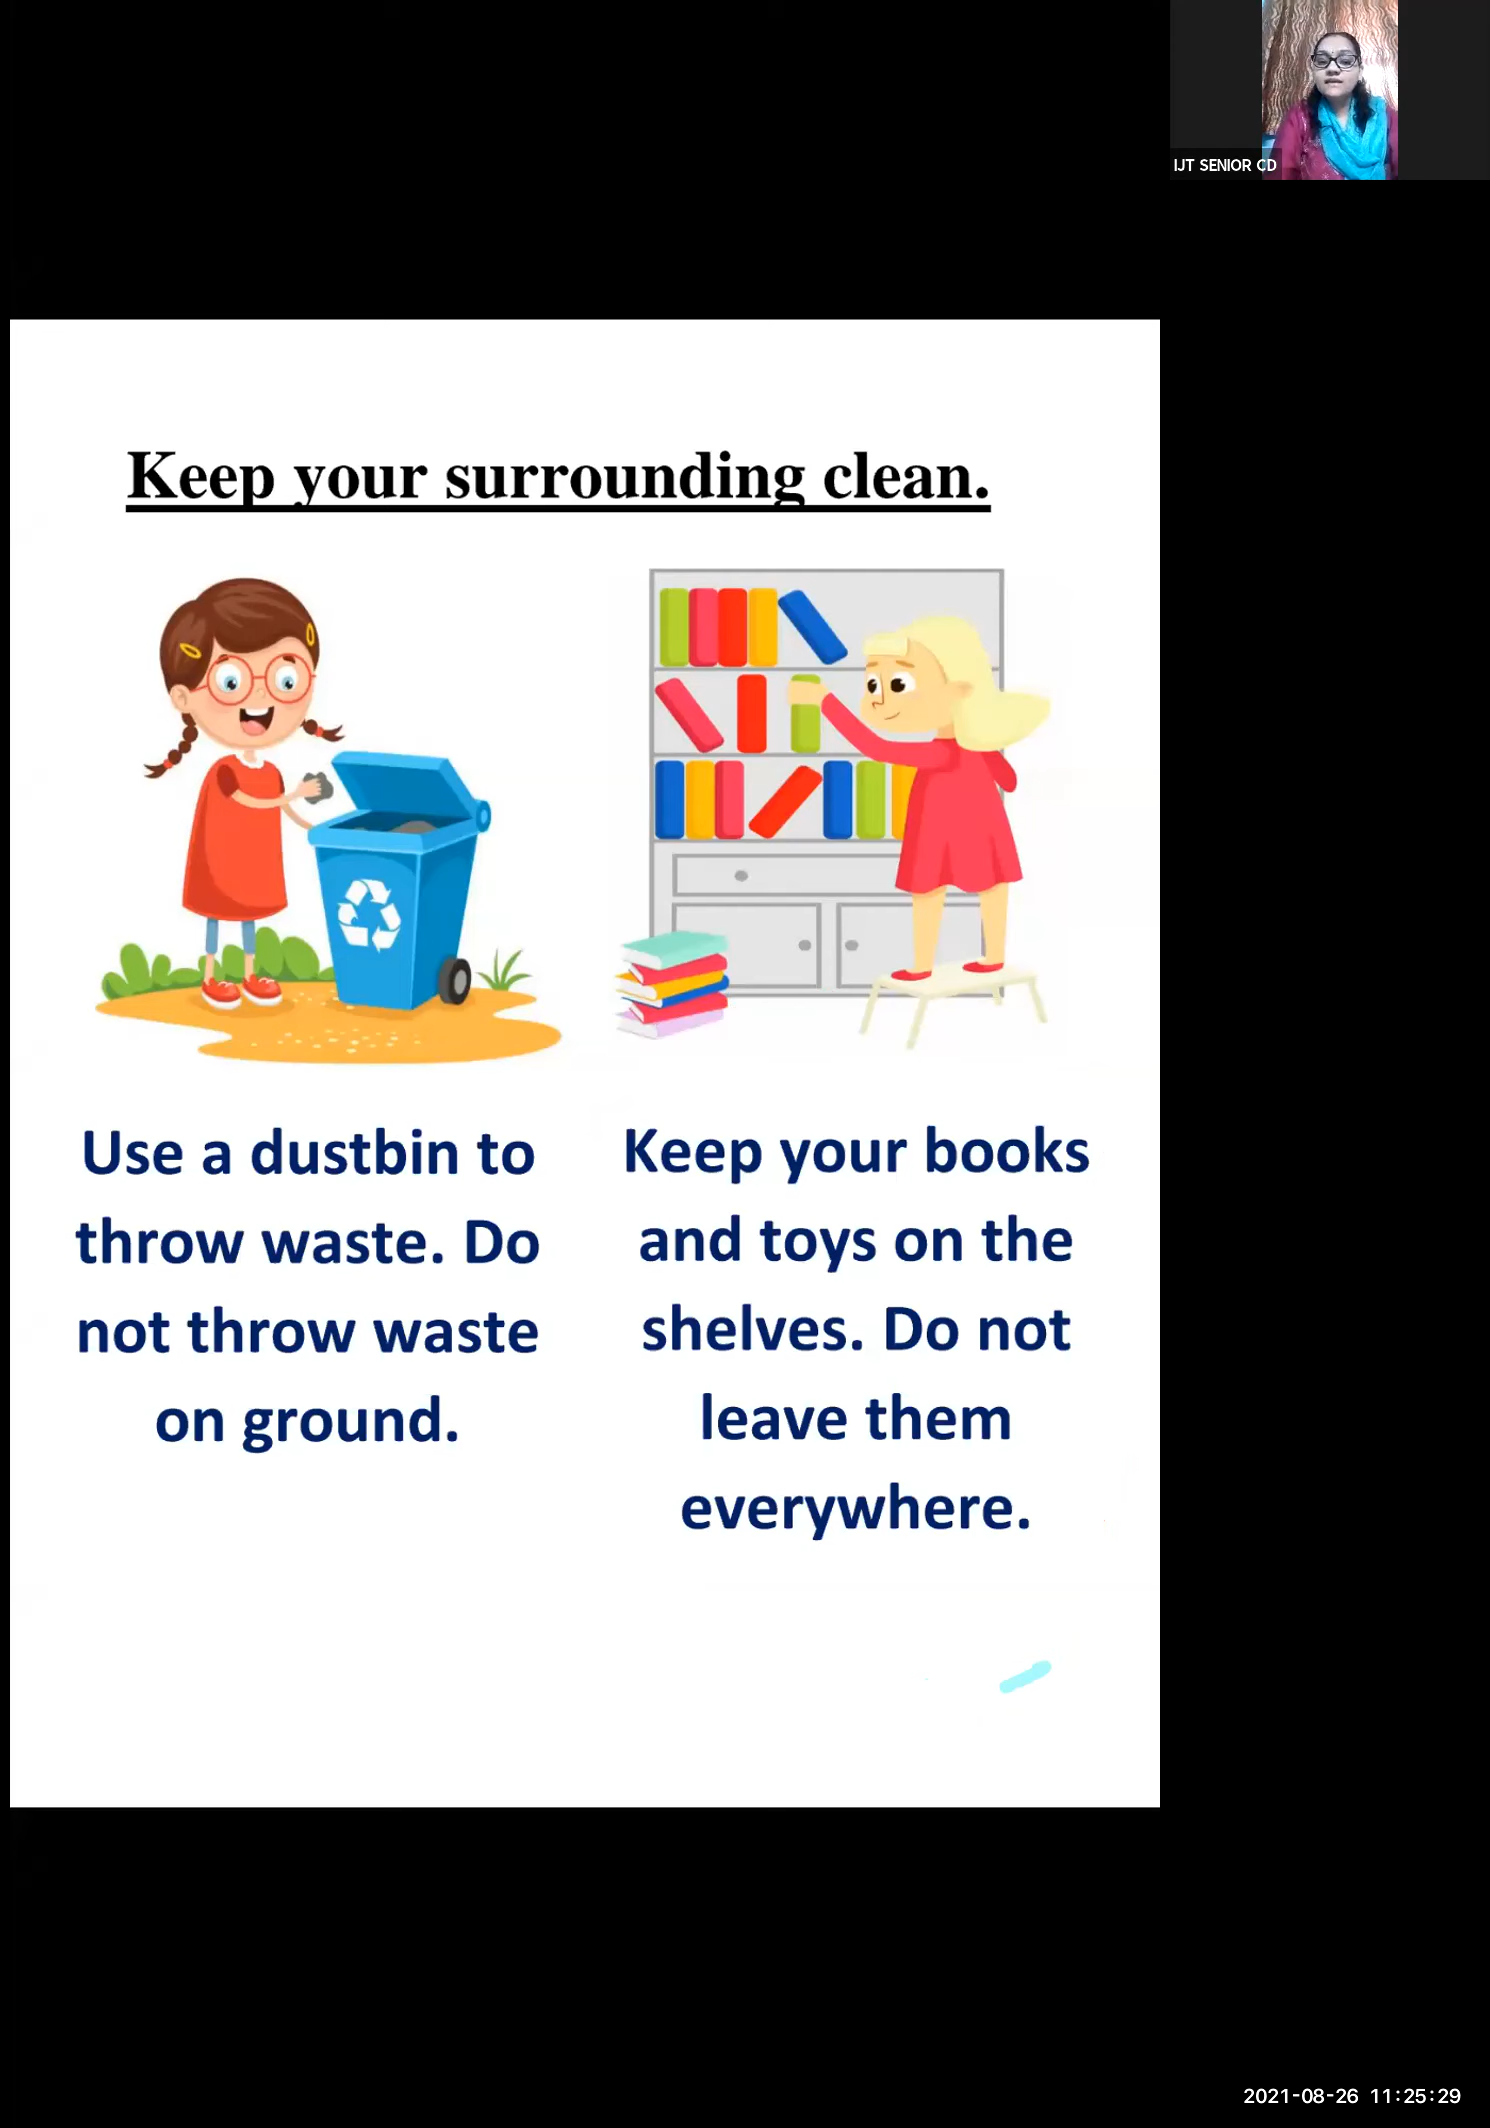 IJT SENIOR CD
Keep your surrounding clean.
Use a dustbin to
throw waste. Do
not throw waste
on ground.
Keep your books
and toys on the
shelves. Do not
leave them
everywhere.
2021-08-26 11:25:29